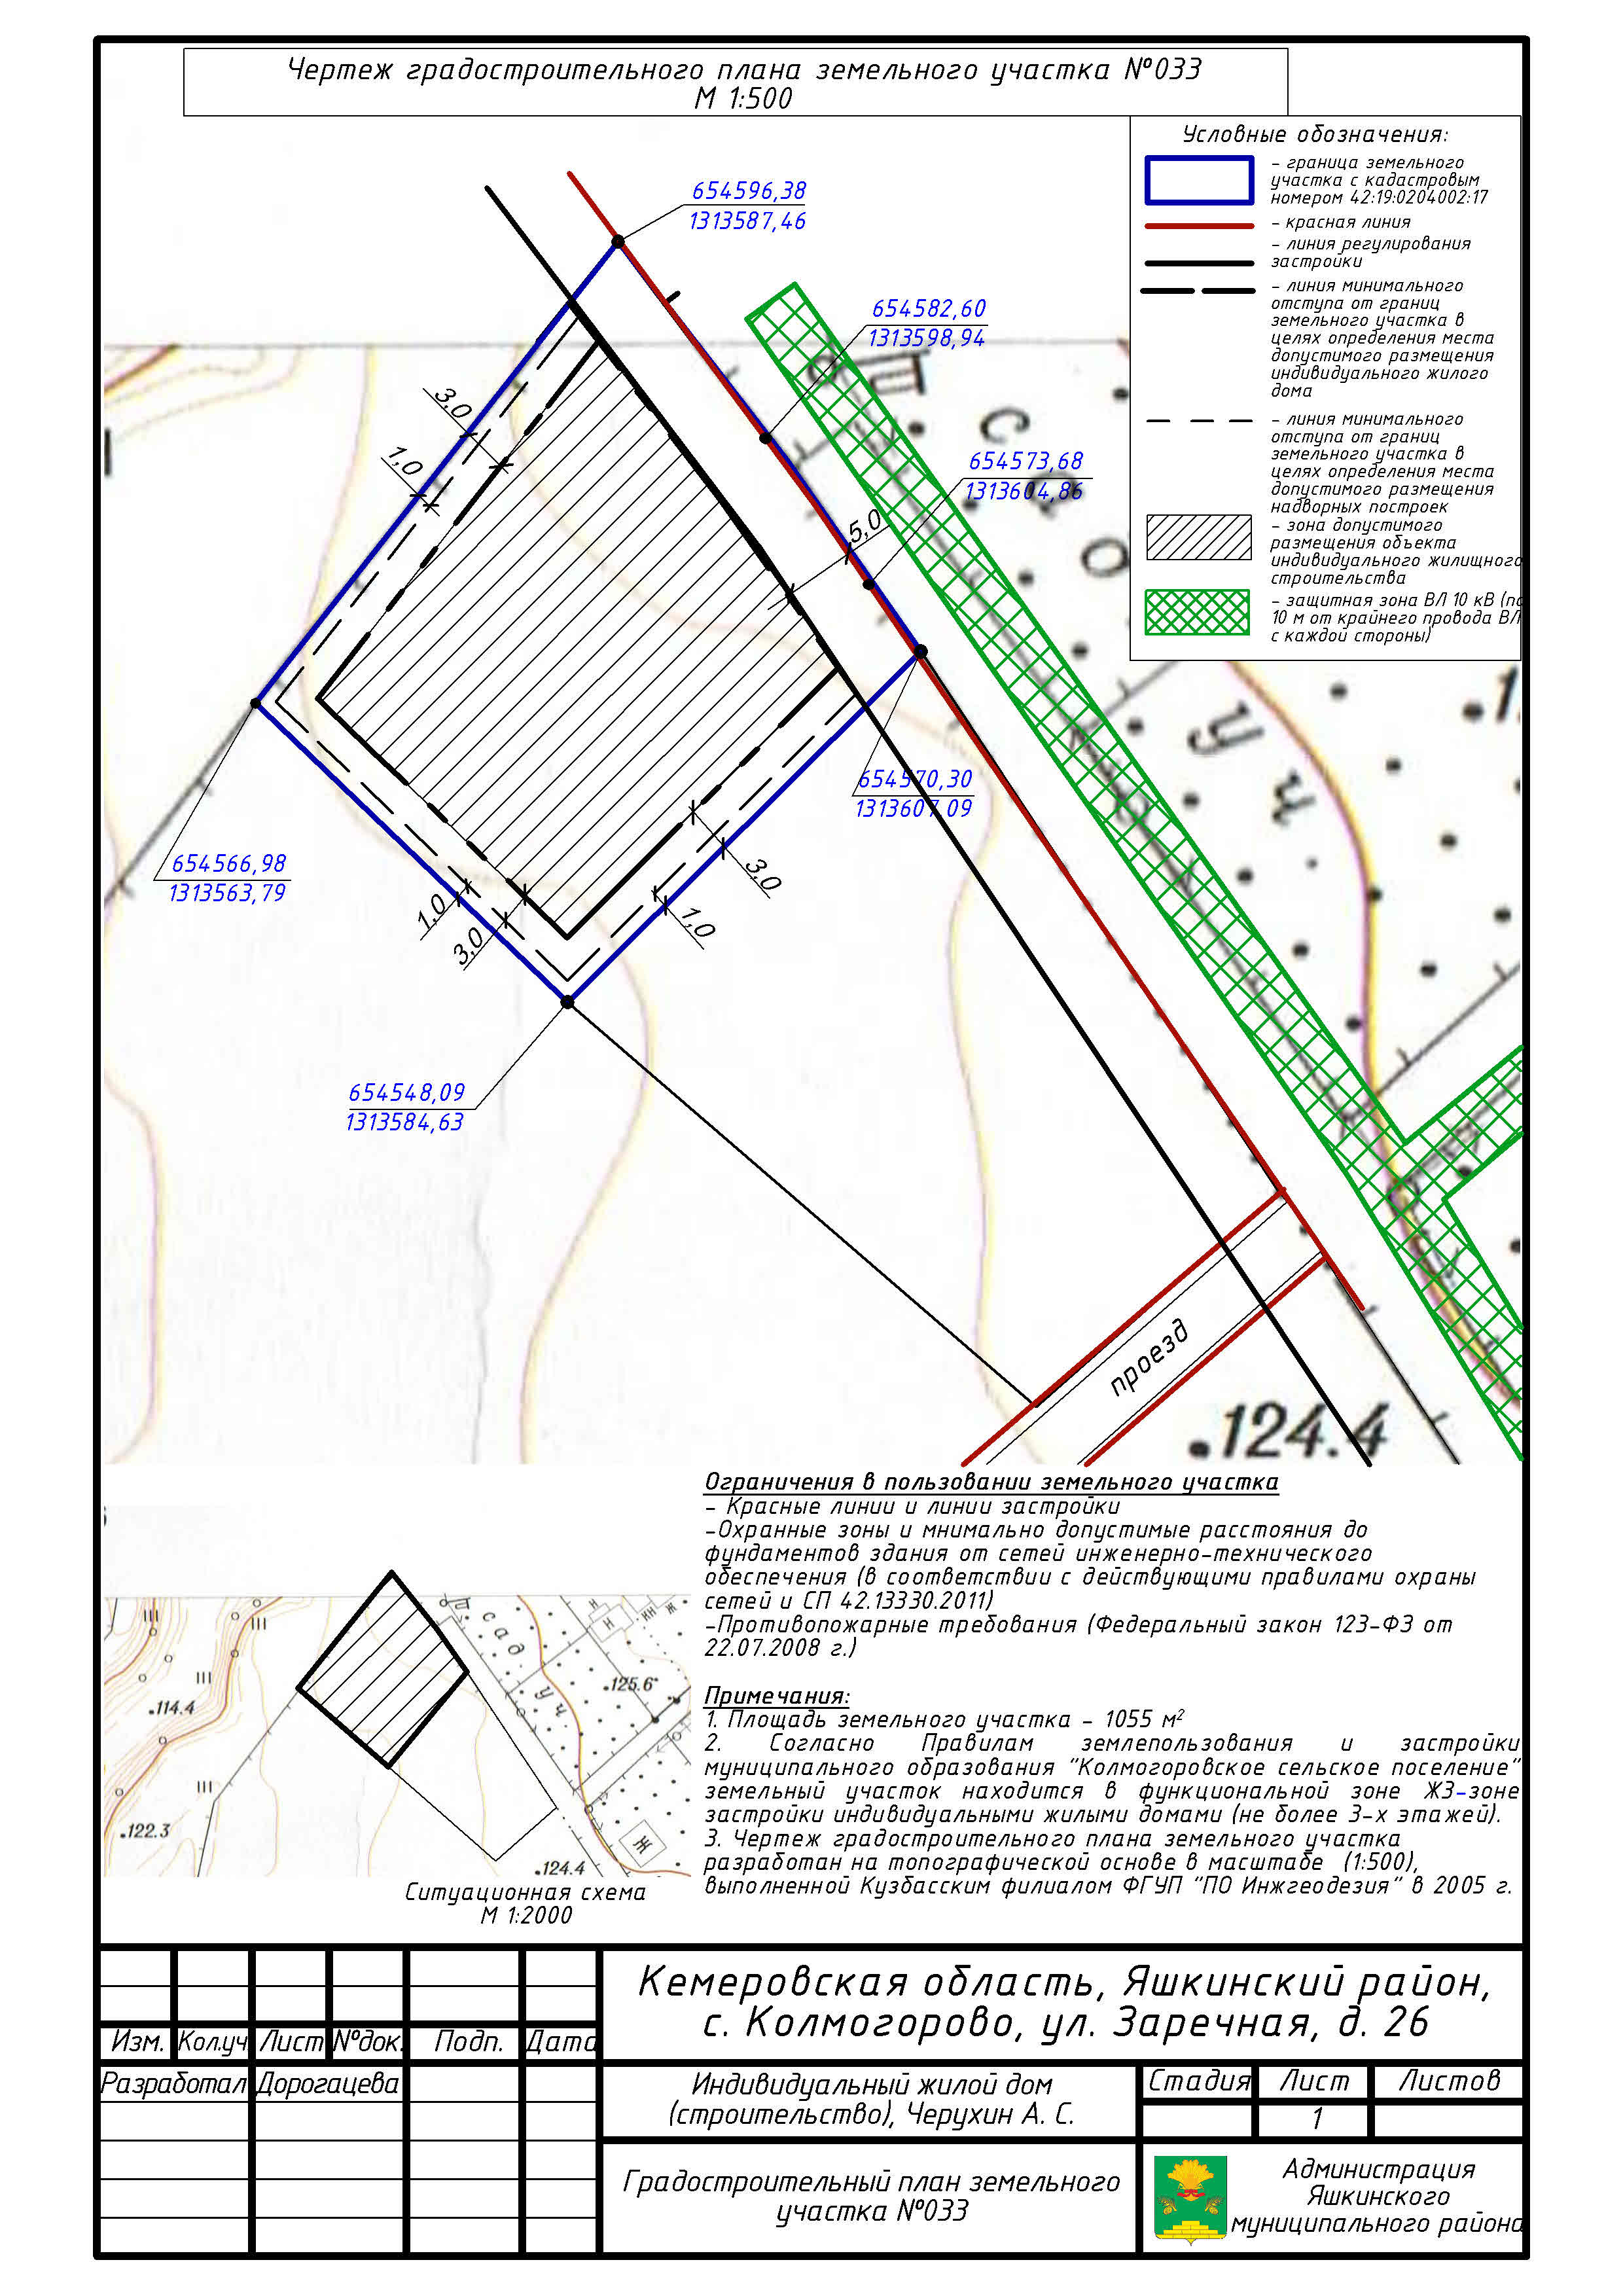 Чертеж градостроительного плана земельного участка №033
М 1:500
Условные обозначения:
- граница земельного
участка с кадастровым
номером 42:19:0204002:17
- красная линия
- линия регулирования
застройки
- линия минимального
отступа от границ
земельного участка в
целях определения места
допустимого размещения
индивидуального жилого
дома
- линия минимального
отступа от границ
земельного участка в
целях определения места
допустимого размещения
надворных построек
- зона допустимого
размещения объекта
индивидуального жилищного
строительства
- защитная зона ВЛ 10 кВ (по
10 м от крайнего провода ВЛ
с каждой стороны)
654596,38
1313587,46
654582,60
1313598,94
654573,68
1313604,86
654570,30
1313607,09
654566,98
1313563,79
654548,09
1313584,63
3,0
1,0
5,0
3,0
1,0
1,0
3,0
П
с
а
д
уч.
проезд
.124.4
Ограничения в пользовании земельного участка
- Красные линии и линии застройки
-Охранные зоны и мнимально допустимые расстояния до
фундаментов здания от сетей инженерно-технического
обеспечения (в соответствии с действующими правилами охраны
сетей и СП 42.13330.2011)
-Противопожарные требования (Федеральный закон 123-ФЗ от
22.07.2008 г.)
Примечания:
1. Площадь земельного участка - 1055 м²
2. Согласно Правилам землепользования и застройки
муниципального образования "Колмогоровское сельское поселение"
земельный участок находится в функциональной зоне ЖЗ-зоне
застройки индивидуальными жилыми домами (не более 3-х этажей).
3. Чертеж градостроительного плана земельного участка
разработан на топографической основе в масштабе (1:500),
выполненной Кузбасским филиалом ФГУП "ПО Инжгеодезия" в 2005 г.
П
сад
уч.
.125.6
.114.4
.122.3
.124.4
Н
Н
НН
Ж
Ж
Ситуационная схема
М 1:2000
Кемеровская область, Яшкинский район,
с. Колмогорово, ул. Заречная, д. 26
Изм. Кол.уч. Лист №док. Подп. Дата
Разработал Дорогацева
Индивидуальный жилой дом
(строительство), Черухин А. С.
Стадия Лист Листов
1
Градостроительный план земельного
участка №033
Администрация
Яшкинского
муниципального района